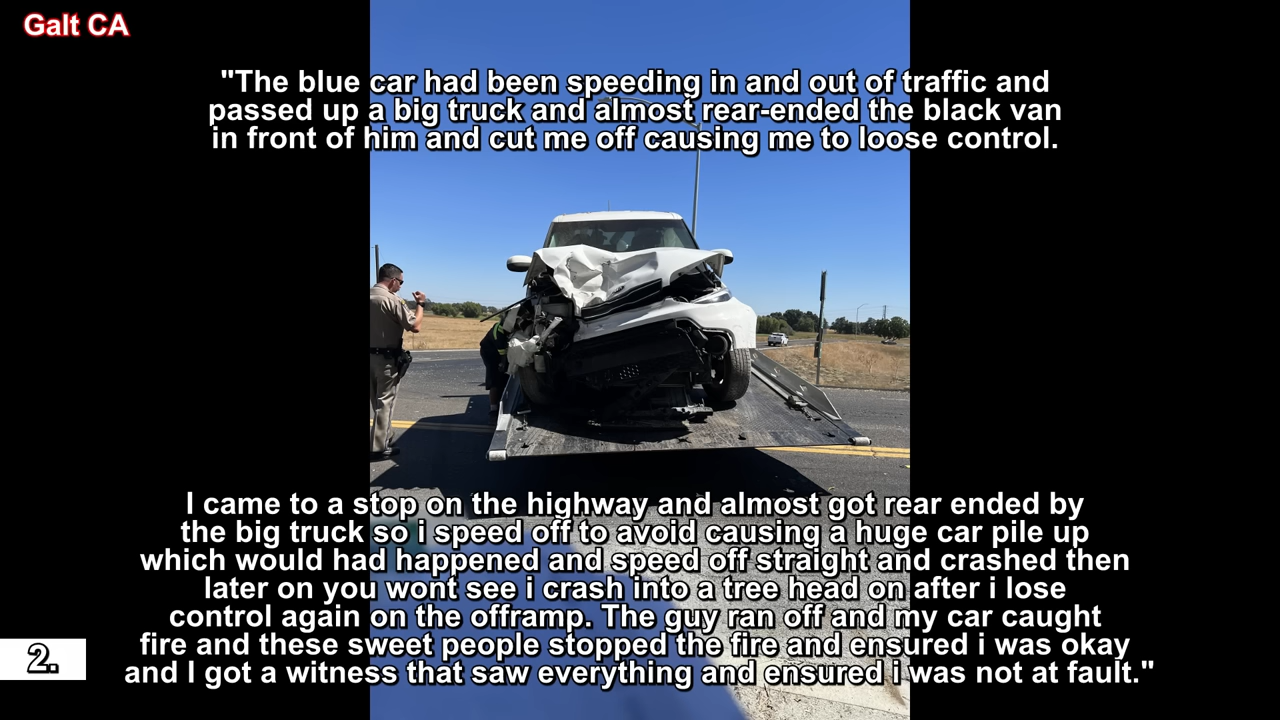 Galt CA
"The blue car had been speeding in and out of traffic and
passed up a big truck and almost rear-ended the black van
in front of him and cut me off causing me to loose control.
I came to a stop on the highway and almost got rear ended by
the big truck so i speed off to avoid causing a huge car pile up
which would had happened and speed off straight and crashed then
later on you wont see i crash into a tree head on after i lose
control again on the offramp. The guy ran off and my car caught
fire and these sweet people stopped the fire and ensured i was okay
and I got a witness that saw everything and ensured i was not at fault."
2.